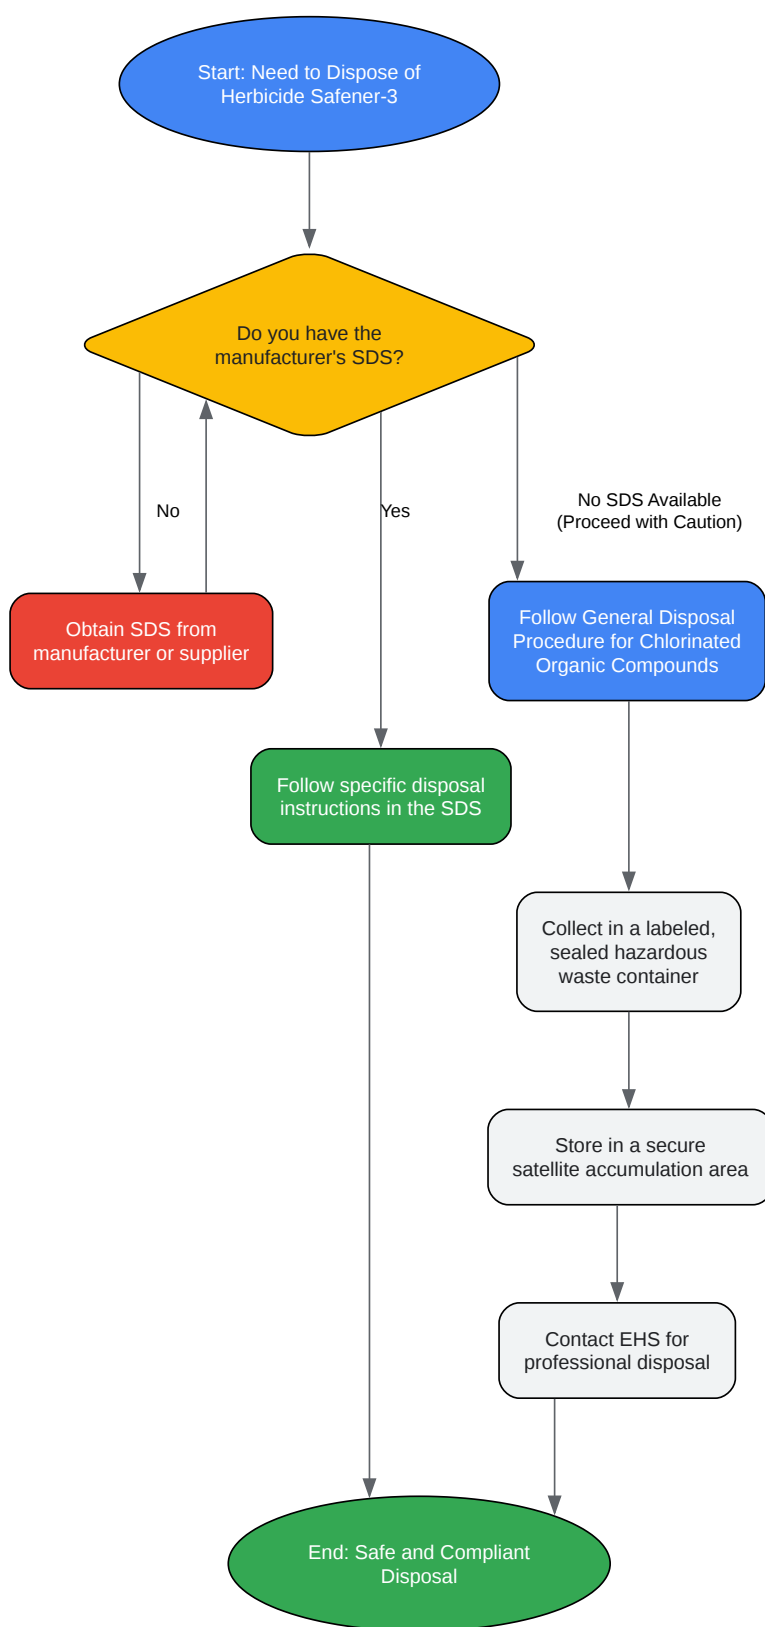 Start: Need to Dispose of
Herbicide Safener-3
Do you have the
manufacturer's SDS?
No
Yes
No SDS Available
(Proceed with Caution)
Obtain SDS from
manufacturer or supplier
Follow General Disposal
Procedure for Chlorinated
Organic Compounds
Follow specific disposal
instructions in the SDS
Collect in a labeled,
sealed hazardous
waste container
Store in a secure
satellite accumulation area
Contact EHS for
professional disposal
End: Safe and Compliant
Disposal